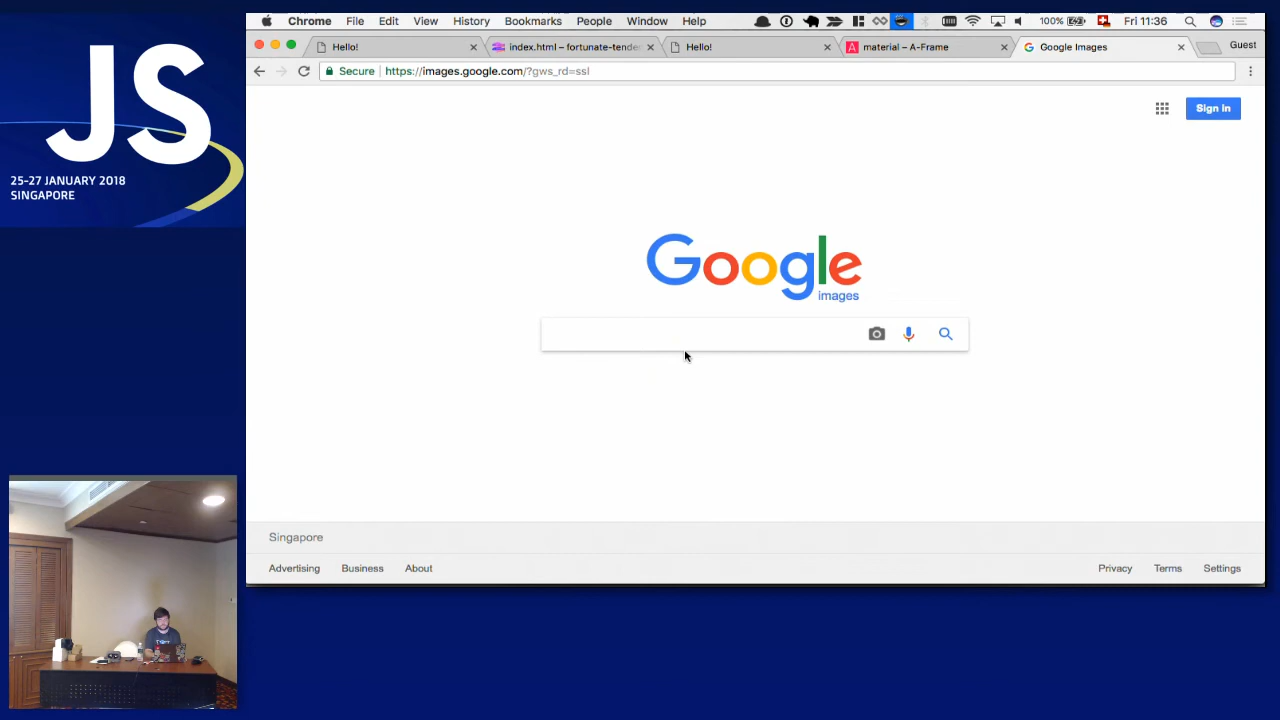 JS
25-27 JANUARY 2018
SINGAPORE
Chrome File Edit View History Bookmarks People Window Help 100% Fri 11:36
Hello! index.html – fortunate-tende Hello! material – A-Frame Google Images Guest
Secure https://images.google.com/?gws_rd=ssl
Sign in
Google
images
Singapore
Advertising Business About Privacy Terms Settings